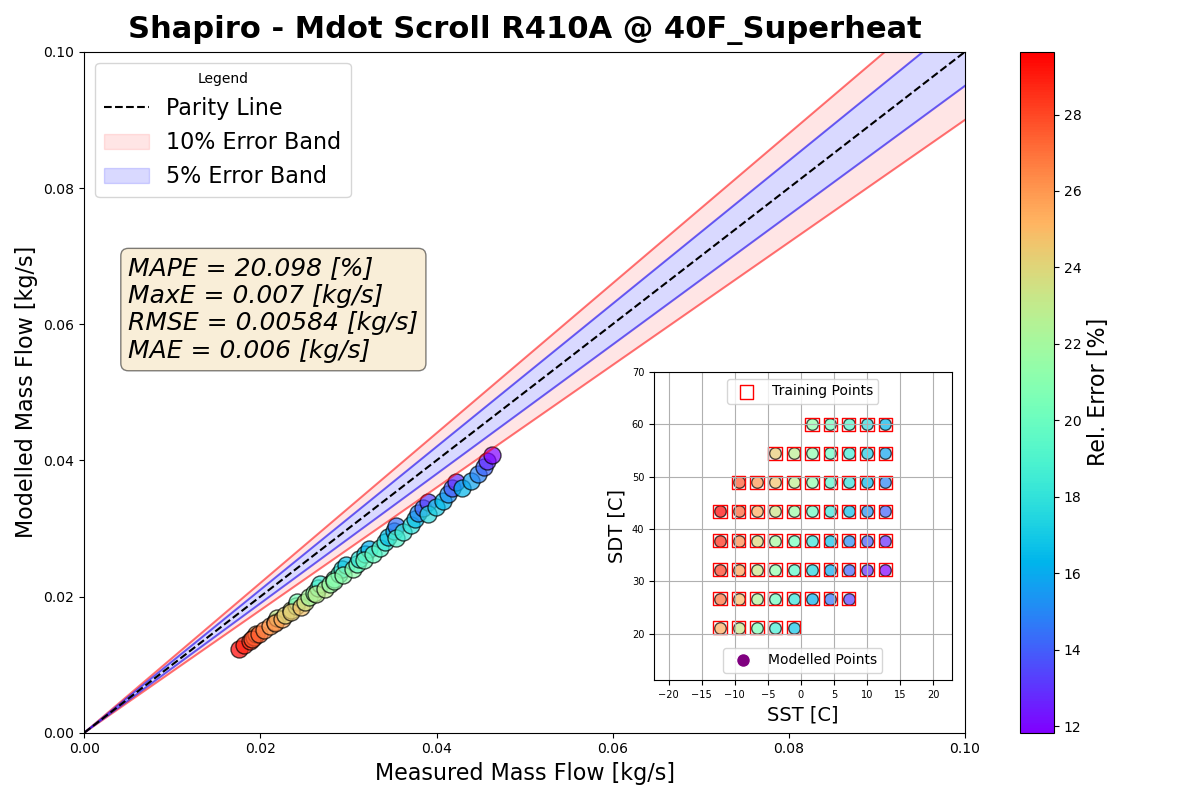 Shapiro - Mdot Scroll R410A @ 40F_Superheat
Modelled Mass Flow [kg/s]
0.10
0.08
0.06
0.04
0.02
0.00
Legend
Parity Line
10% Error Band
5% Error Band
MAPE = 20.098 [%]
MaxE = 0.007 [kg/s]
RMSE = 0.00584 [kg/s]
MAE = 0.006 [kg/s]
SDT [C]
70
60
50
40
30
20
Training Points
Modelled Points
−20 −15 −10 −5 0 5 10 15 20
SST [C]
0.00 0.02 0.04 0.06 0.08 0.10
Measured Mass Flow [kg/s]
28
26
24
22
20
18
16
14
12
Rel. Error [%]